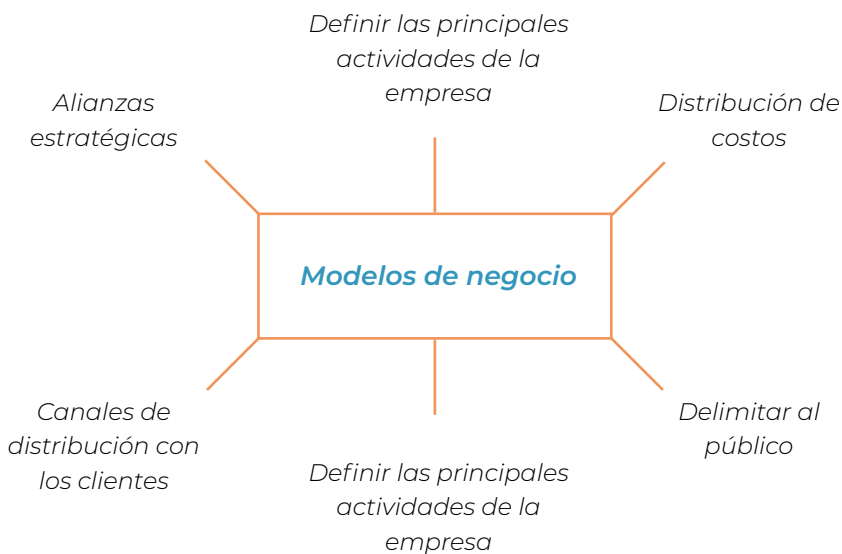 Definir las principales
actividades de la
empresa
Alianzas
estratégicas
Distribución de
costos
Modelos de negocio
Canales de
distribución con
los clientes
Delimitar al
público
Definir las principales
actividades de la
empresa